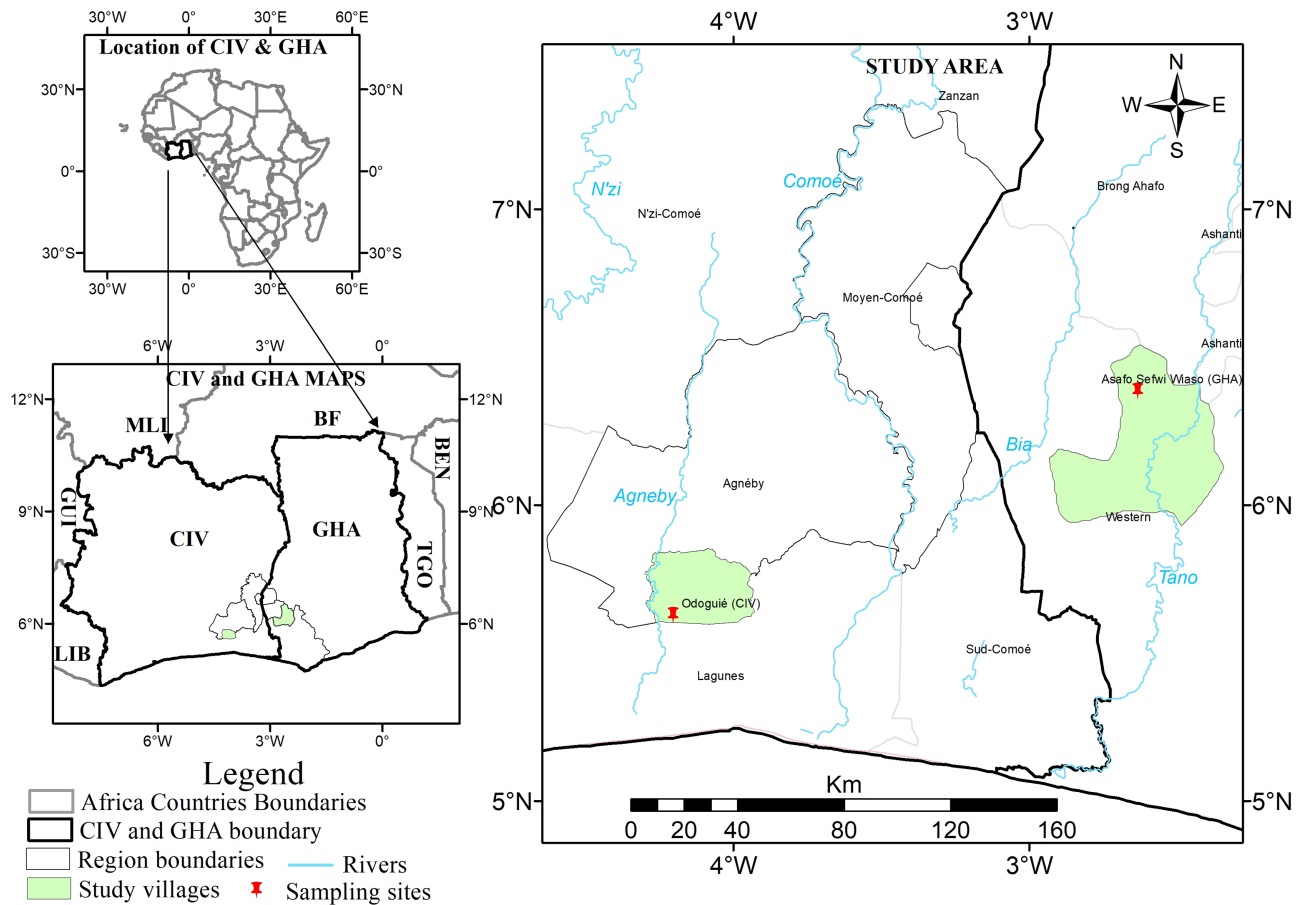 30°W 0° 30°E 60°E
Location of CIV & GHA
30°N 30°N
0° 0°
30°S 30°S
30°W 0° 30°E 60°E
6°W 3°W 0°
CIV and GHA MAPS
12°N 12°N
MLI BF
BEN
9°N 9°N
GUI
CIV GHA
TGO
6°N 6°N
LIB
6°W 3°W 0°
Legend
Africa Countries Boundaries
CIV and GHA boundary
Region boundaries
Rivers
Study villages
Sampling sites
4°W 3°W
STUDY AREA
Zanzan
N
W E
S
N'zi
Comoé
Brong Ahafo
7°N 7°N
N'zi-Comoé
Ashanti
Moyen-Comoé
Ashanti
Asafo Sefwi Wiaso (GHA)
Bia
Agneby
Agnéby
6°N 6°N
Western
Tano
Odoguié (CIV)
Sud-Comoé
Lagunes
Km
5°N 5°N
0 20 40 80 120 160
4°W 3°W